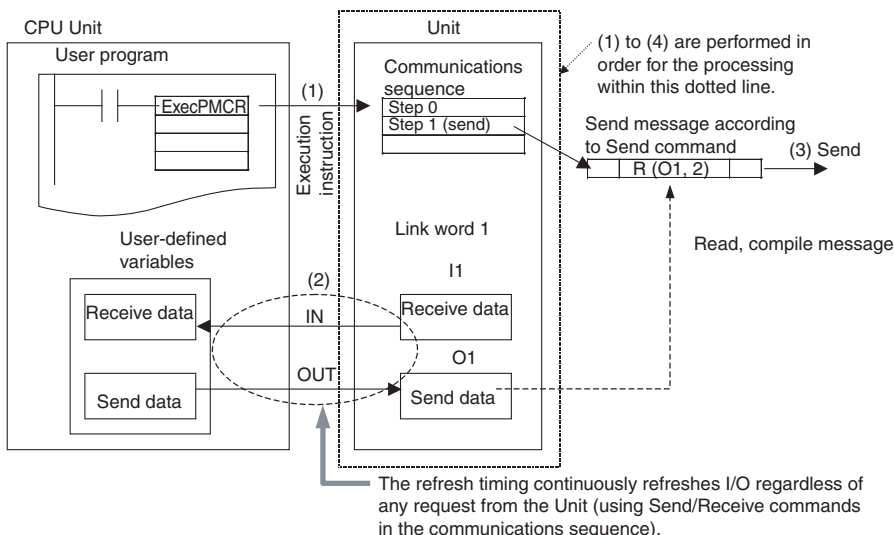 CPU Unit
User program
ExecPMCR
(1)
Execution
instruction
Unit
Communications
sequence
Step 0
Step 1 (send)
(1) to (4) are performed in
order for the processing
within this dotted line.
Send message according
to Send command
R (O1, 2)
(3) Send
Read, compile message
User-defined
variables
Receive data
Send data
(2)
IN
OUT
Link word 1
I1
Receive data
O1
Send data
The refresh timing continuously refreshes I/O regardless of
any request from the Unit (using Send/Receive commands
in the communications sequence).